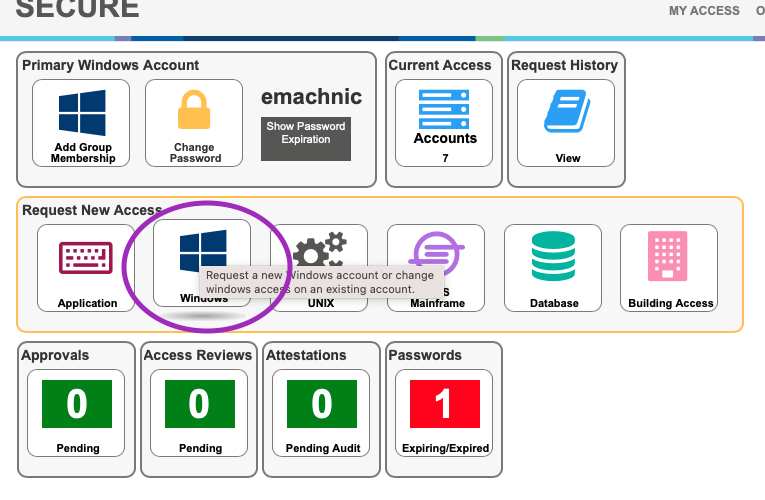 SECURE
MY ACCESS
Primary Windows Account
Current Access
Request History
Add Group
Membership
Change
Password
emachnic
Show Password
Expiration
Accounts
7
View
Request New Access
Application
Windows
Request a new Windows account or change
windows access on an existing account.
UNIX
S
Mainframe
Database
Building Access
Approvals
Access Reviews
Attestations
Passwords
0
Pending
0
Pending
0
Pending Audit
1
Expiring/Expired